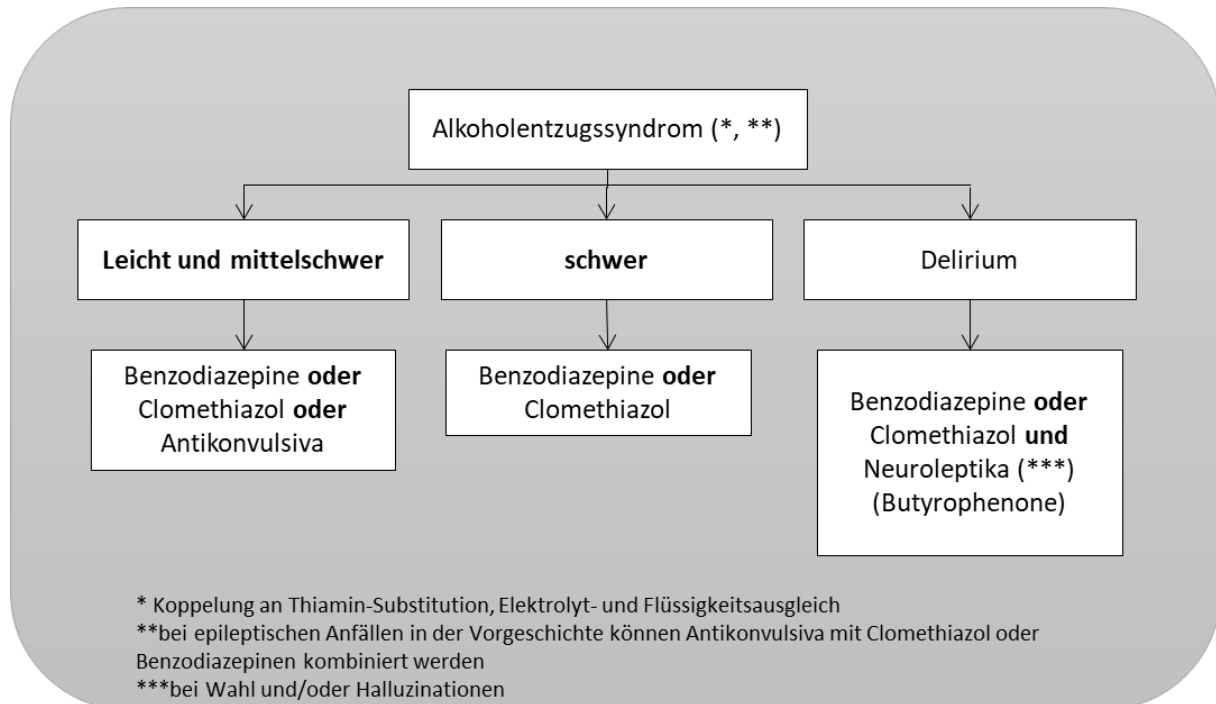 Alkoholentzugssyndrom (*, **)
Leicht und mittelschwer
schwer
Delirium
Benzodiazepine oder
Clomethiazol oder
Antikonvulsiva
Benzodiazepine oder
Clomethiazol
Benzodiazepine oder
Clomethiazol und
Neuroleptika (***)
(Butyrophenone)
* Koppelung an Thiamin-Substitution, Elektrolyt- und Flüssigkeitsausgleich
**bei epileptischen Anfällen in der Vorgeschichte können Antikonvulsiva mit Clomethiazol oder
Benzodiazepinen kombiniert werden
***bei Wahl und/oder Halluzinationen